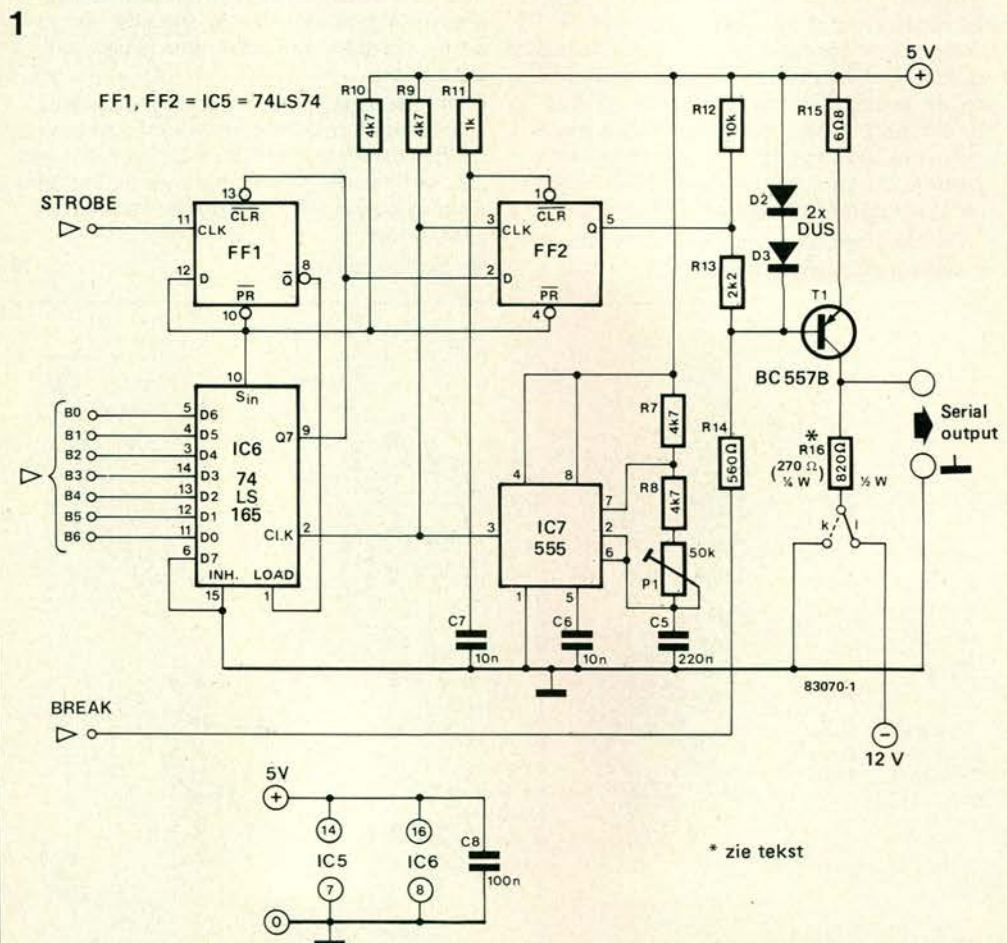 1
5 V
+
FF1, FF2 = IC5 = 74LS74
R10
4k7
R9
4k7
R11
1k
R12
10k
R15
6Ω8
STROBE
13
CLR
11
CLK
FF1
12
D
8
Q
PR
10
1
CLR
3
CLK
Q
5
FF2
2
D
PR
4
D2
2x
DUS
D3
R13
2k2
T1
BC 557B
10
Sin
B0
5
D6
B1
4
D5
B2
3
D4
B3
14
D3
B4
13
D2
B5
12
D1
B6
11
D0
6
D7
IC6
74
LS
165
Q7
9
CLK
2
INH.
LOAD
15
1
R7
4k7
R8
4k7
4
8
7
3
IC7
2
555
6
1
5
50k
P1
R14
560Ω
Serial
output
*
R16
(270 Ω
¼ W)
820Ω
½ W
k
l
C7
10n
C6
10n
C5
220n
83070-1
BREAK
−
12 V
5V
+
14
16
IC5
IC6
C8
100n
7
8
0
* zie tekst